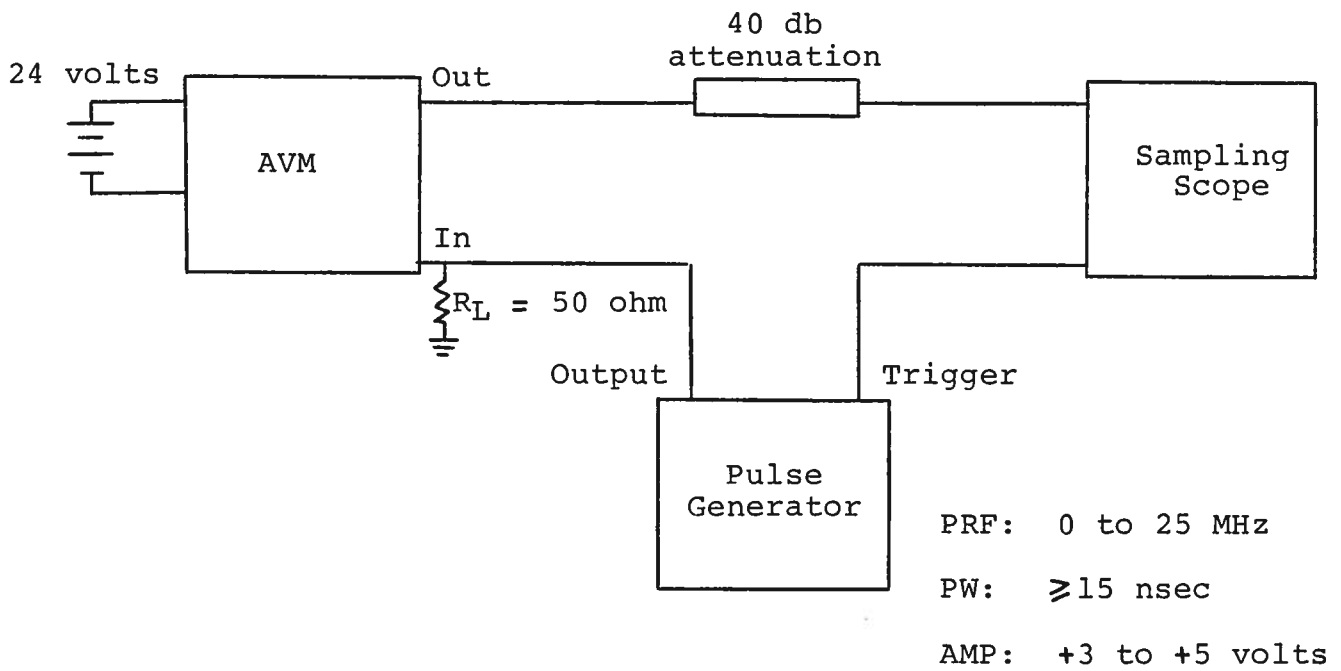 40 db
attenuation
24 volts
Out
AVM
Sampling
Scope
In
RL = 50 ohm
Output
Trigger
Pulse
Generator
PRF: 0 to 25 MHz
PW: ⩾15 nsec
AMP: +3 to +5 volts